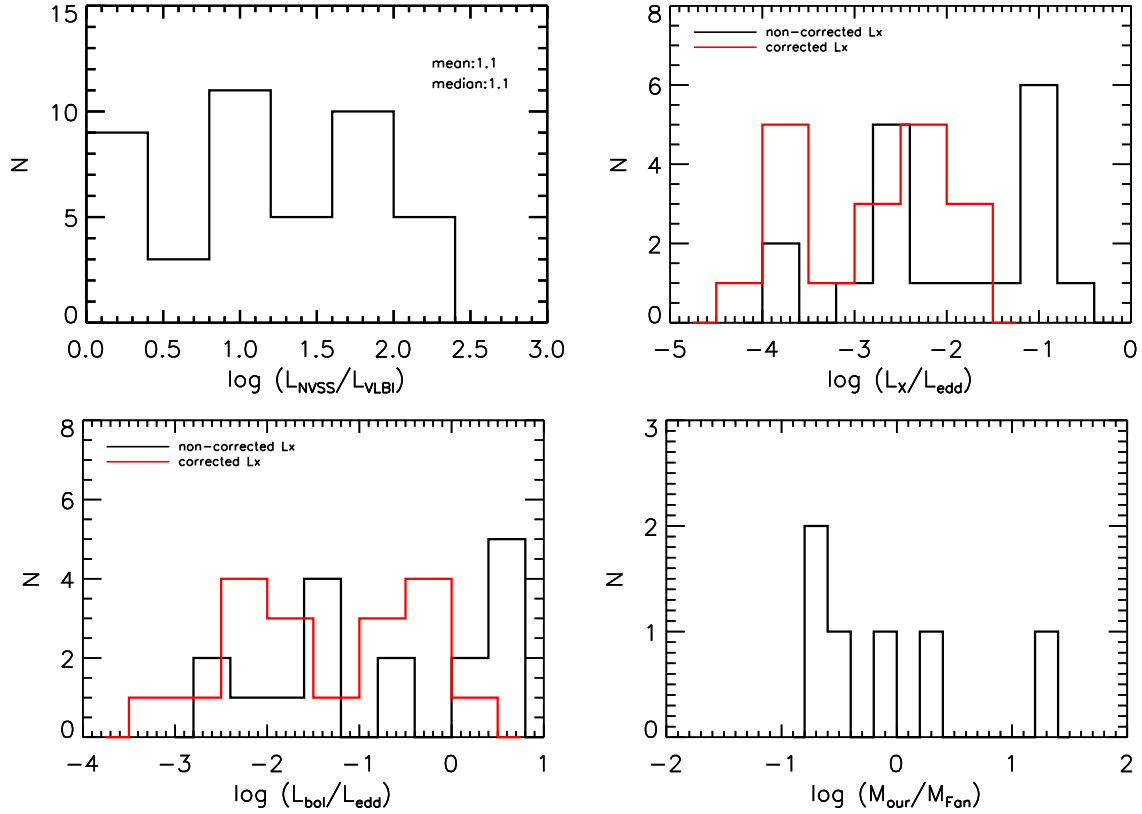 15
10
5
0
N
mean:1.1
median:1.1
0.0 0.5 1.0 1.5 2.0 2.5 3.0
log (L_NVSS/L_VLBI)
8
6
4
2
0
N
non-corrected Lx
corrected Lx
−5 −4 −3 −2 −1 0
log (L_X/L_edd)
8
6
4
2
0
N
non-corrected Lx
corrected Lx
−4 −3 −2 −1 0 1
log (L_bol/L_edd)
3
2
1
0
N
−2 −1 0 1 2
log (M_our/M_Fan)